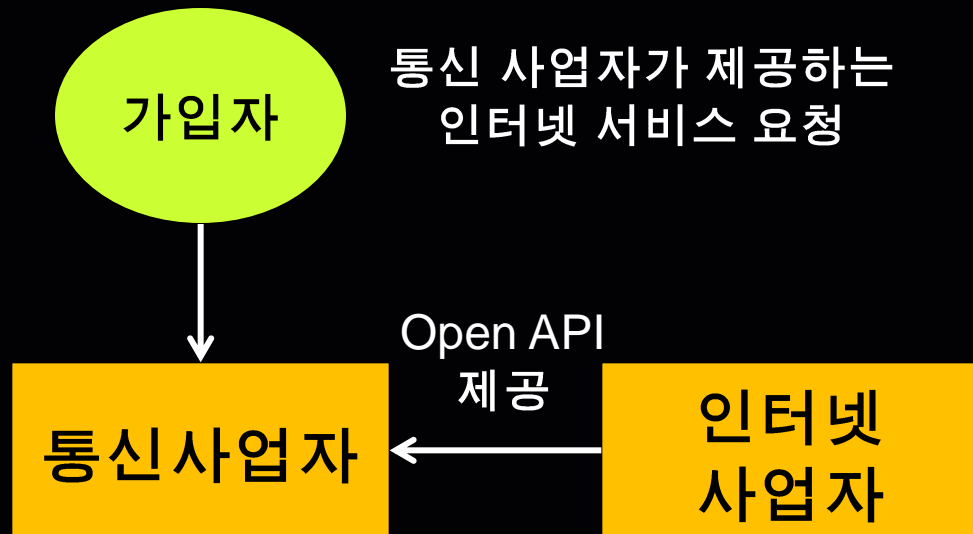 가입자
통신 사업자가 제공하는
인터넷 서비스 요청
Open API
제공
통신사업자
인터넷
사업자